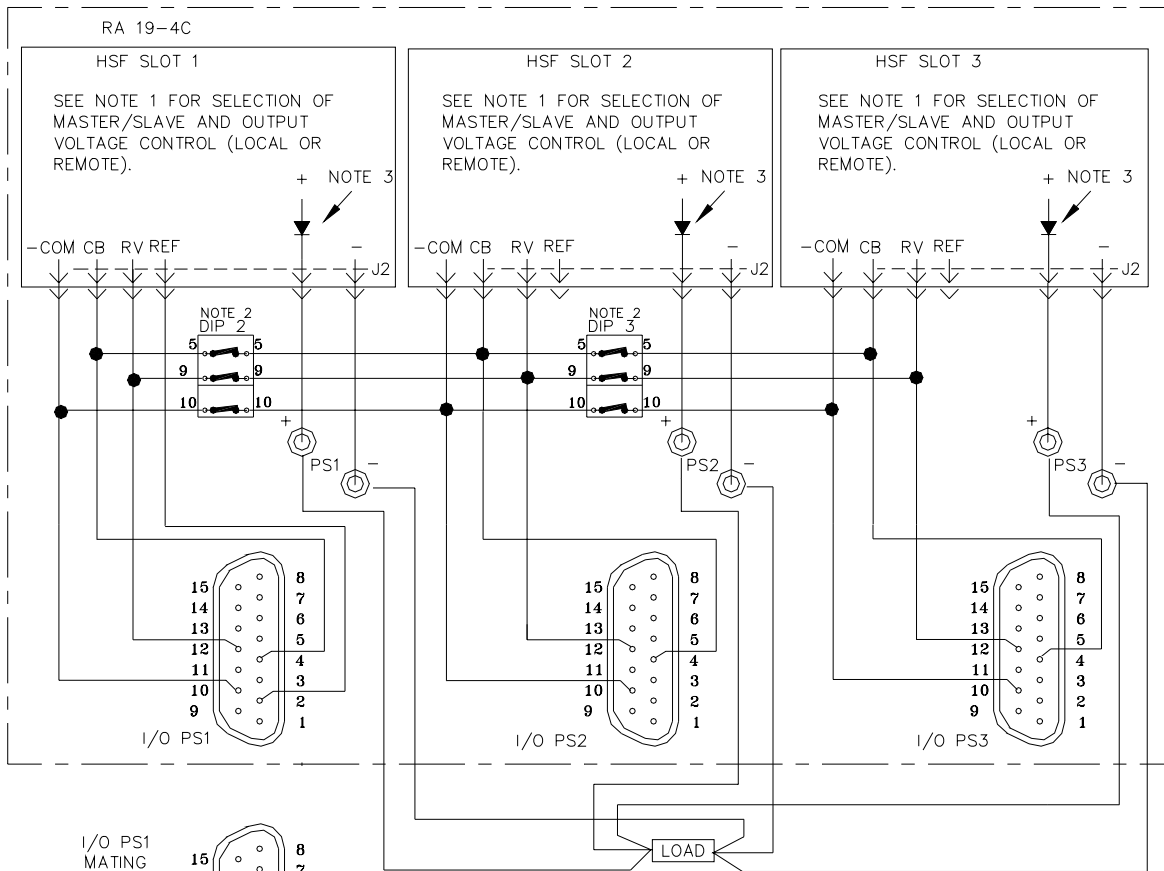 RA 19-4C
HSF SLOT 1
SEE NOTE 1 FOR SELECTION OF
MASTER/SLAVE AND OUTPUT
VOLTAGE CONTROL (LOCAL OR
REMOTE).
+ NOTE 3
-COM CB RV REF
-
J2
HSF SLOT 2
SEE NOTE 1 FOR SELECTION OF
MASTER/SLAVE AND OUTPUT
VOLTAGE CONTROL (LOCAL OR
REMOTE).
+ NOTE 3
-COM CB RV REF
-
J2
HSF SLOT 3
SEE NOTE 1 FOR SELECTION OF
MASTER/SLAVE AND OUTPUT
VOLTAGE CONTROL (LOCAL OR
REMOTE).
+ NOTE 3
-COM CB RV REF
-
J2
NOTE 2
DIP 2
5 5
9 9
10 10
NOTE 2
DIP 3
5 5
9 9
10 10
+
PS1
-
+
PS2
-
+
PS3
-
15
14
13
12
11
10
9
8
7
6
5
4
3
2
1
I/O PS1
15
14
13
12
11
10
9
8
7
6
5
4
3
2
1
I/O PS2
15
14
13
12
11
10
9
8
7
6
5
4
3
2
1
I/O PS3
LOAD
I/O PS1
MATING
15
8